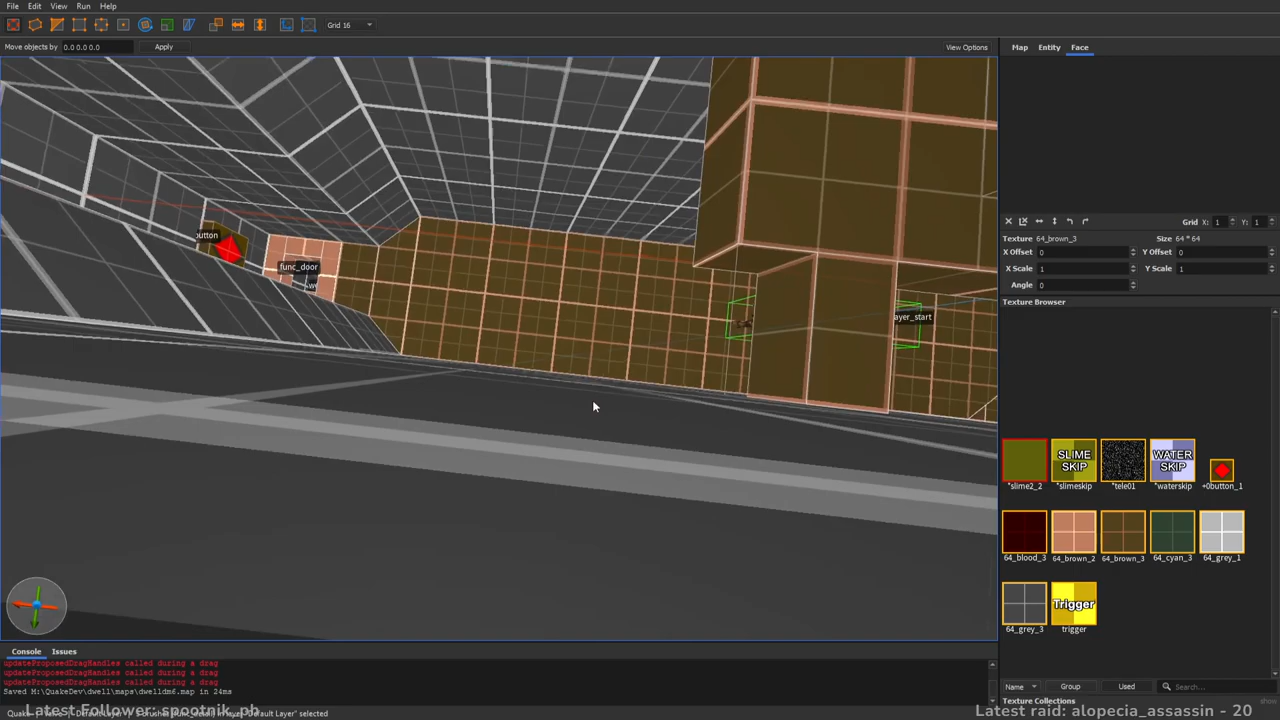 File Edit View Run Help
Grid 16
Move objects by 0.0 0.0 0.0 Apply View Options
Map Entity Face
button
func_door
ayer_start
Grid X: 1 Y: 1
Texture 64_brown_3 Size 64 * 64
X Offset 0 Y Offset 0
X Scale 1 Y Scale 1
Angle 0
Texture Browser
SLIME SKIP
WATER SKIP
*slime2_2 *slimeskip *tele01 *waterskip +0button_1
64_blood_3 64_brown_2 64_brown_3 64_cyan_3 64_grey_1
Trigger
64_grey_3 trigger
Console Issues
updateProposedDragHandles called during a drag
updateProposedDragHandles called during a drag
updateProposedDragHandles called during a drag
Saved M:\QuakeDev\dwell\maps\dwelldm6.map in 24ms
Name Group Used Search...
Texture Collections show
Latest Follower: spootnik_pb
Latest raid: alopecia_assassin - 20